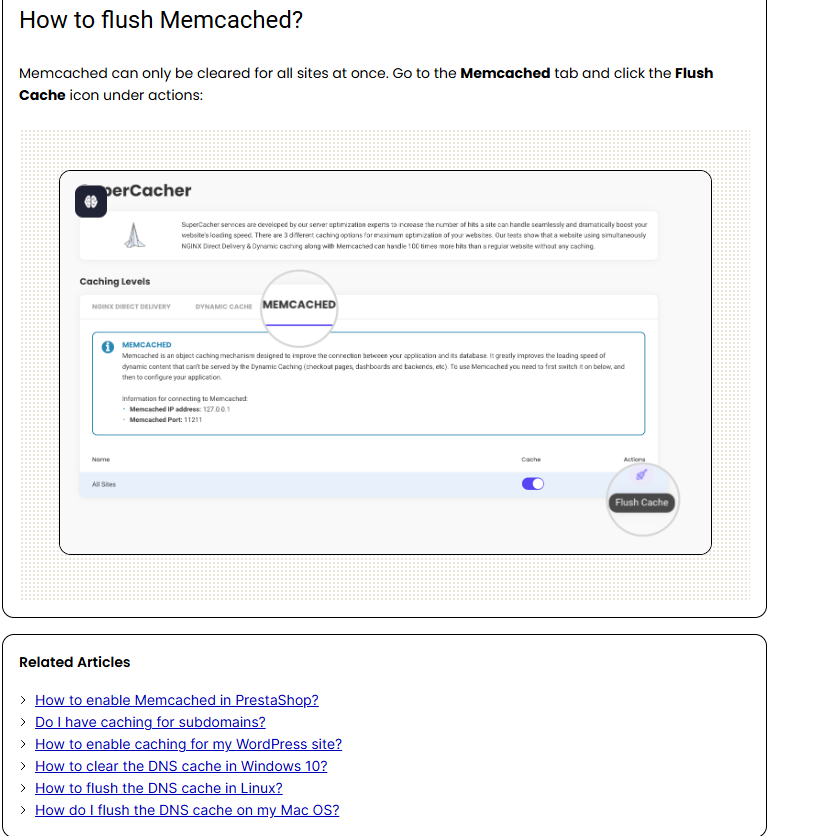 How to flush Memcached?
Memcached can only be cleared for all sites at once. Go to the Memcached tab and click the Flush
Cache icon under actions:
perCacher
SuperCacher services are developed by our server optimization experts to increase the number of hits a site can handle seamlessly and dramatically boost your
website's loading speed. There are 3 different caching options for maximum optimization of your websites. Our tests show that a website using simultaneously
NGINX Direct Delivery & Dynamic caching along with Memcached can handle 100 times more hits than a regular website without any caching.
Caching Levels
NGINX DIRECT DELIVERY DYNAMIC CACHE MEMCACHED
MEMCACHED
Memcached is an object caching mechanism designed to improve the connection between your application and its database. It greatly improves the loading speed of
dynamic content that can't be served by the Dynamic Caching (checkout pages, dashboards and backends, etc). To use Memcached you need to first switch it on below, and
then to configure your application.
Information for connecting to Memcached:
· Memcached IP address: 127.0.0.1
· Memcached Port: 11211
Name Cache Actions
All Sites
Flush Cache
Related Articles
How to enable Memcached in PrestaShop?
Do I have caching for subdomains?
How to enable caching for my WordPress site?
How to clear the DNS cache in Windows 10?
How to flush the DNS cache in Linux?
How do I flush the DNS cache on my Mac OS?